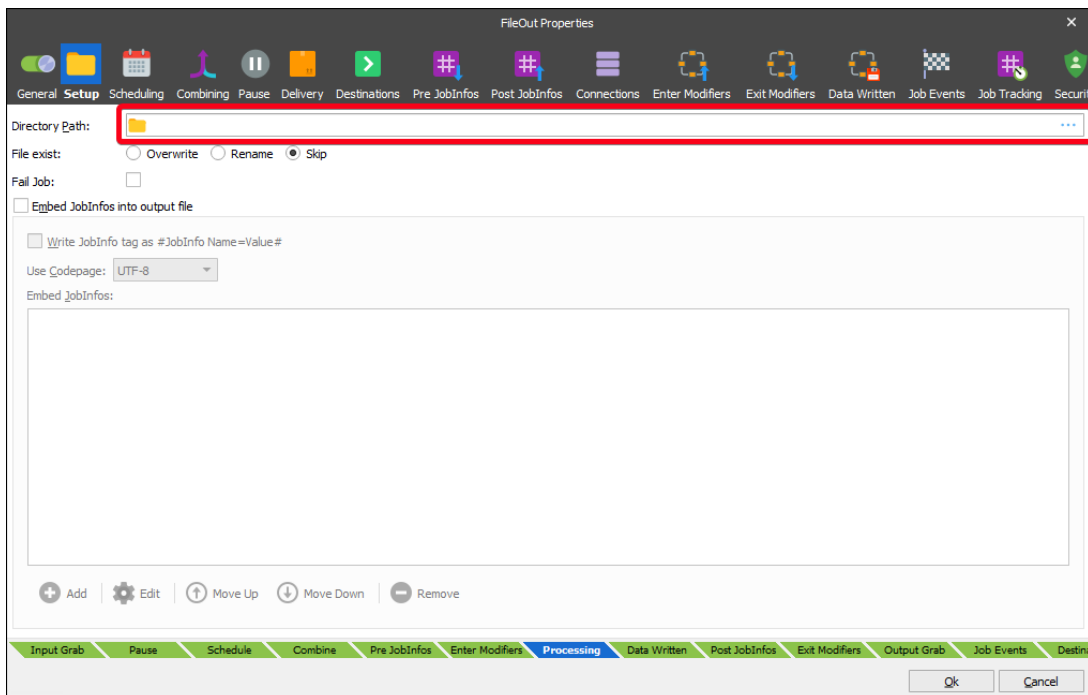 FileOut Properties
General Setup Scheduling Combining Pause Delivery Destinations Pre JobInfos Post JobInfos Connections Enter Modifiers Exit Modifiers Data Written Job Events Job Tracking Securit
Directory Path:
File exist: Overwrite Rename Skip
Fail Job:
Embed JobInfos into output file
Write JobInfo tag as #JobInfo Name=Value#
Use Codepage: UTF-8
Embed JobInfos:
Add Edit Move Up Move Down Remove
Input Grab Pause Schedule Combine Pre JobInfos Enter Modifiers Processing Data Written Post JobInfos Exit Modifiers Output Grab Job Events Destina
Ok Cancel